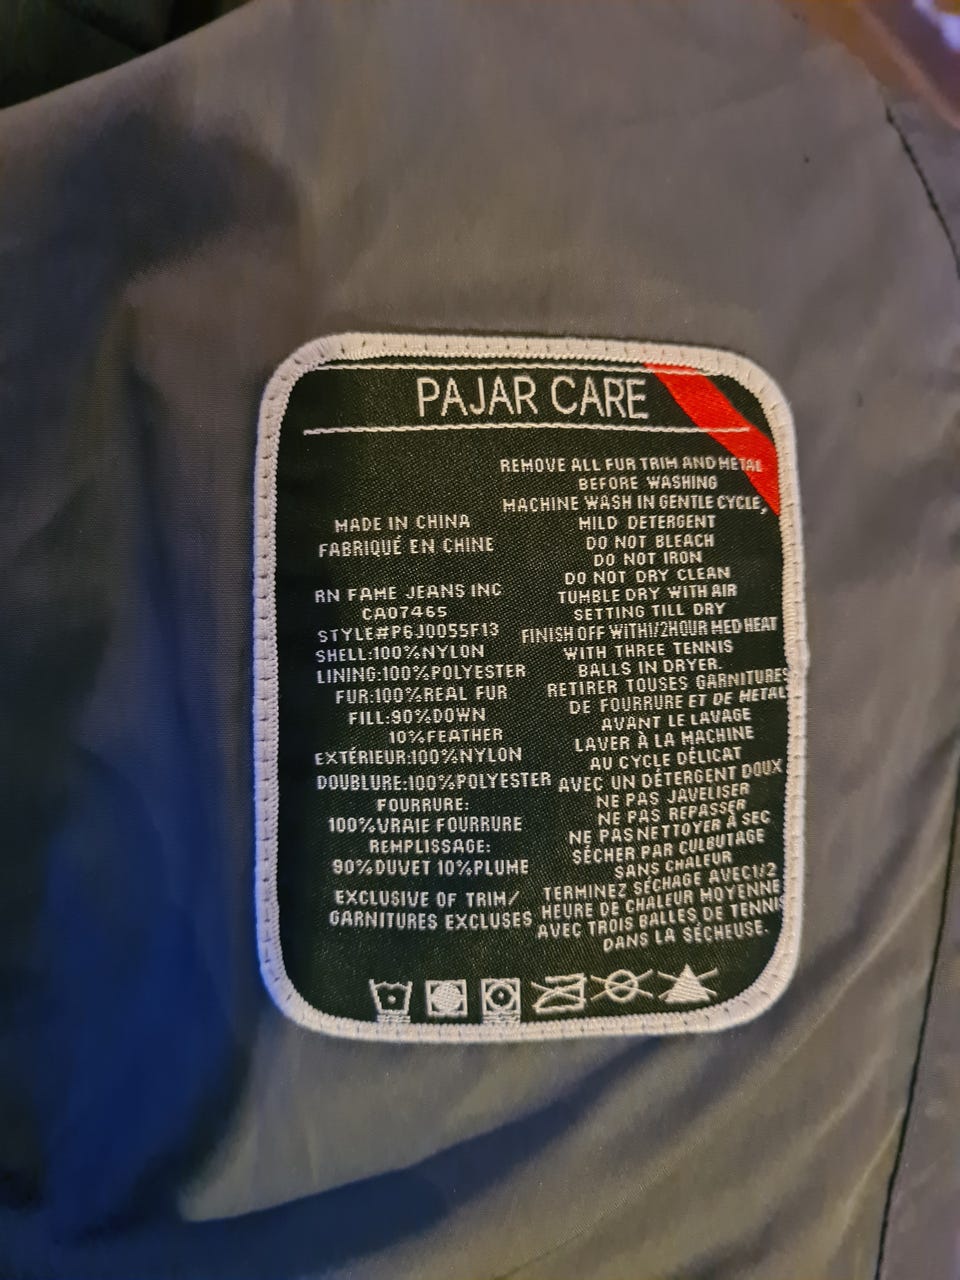 PAJAR CARE
MADE IN CHINA
FABRIQUÉ EN CHINE
RN FAME JEANS INC
CA07465
STYLE#P6J0055F13
SHELL:100%NYLON
LINING:100%POLYESTER
FUR:100%REAL FUR
FILL:90%DOWN
10%FEATHER
EXTÉRIEUR:100%NYLON
DOUBLURE:100%POLYESTER
FOURRURE:
100%VRAIE FOURRURE
REMPLISSAGE:
90%DUVET 10%PLUME
EXCLUSIVE OF TRIM/
GARNITURES EXCLUSES
REMOVE ALL FUR TRIM AND METAL
BEFORE WASHING
MACHINE WASH IN GENTLE CYCLE,
MILD DETERGENT
DO NOT BLEACH
DO NOT IRON
DO NOT DRY CLEAN
TUMBLE DRY WITH AIR
SETTING TILL DRY
FINISH OFF WITH1/2HOUR MED HEAT
WITH THREE TENNIS
BALLS IN DRYER.
RETIRER TOUSES GARNITURES
DE FOURRURE ET DE METAL
AVANT LE LAVAGE
LAVER À LA MACHINE
AU CYCLE DÉLICAT
AVEC UN DÉTERGENT DOUX
NE PAS JAVELISER
NE PAS REPASSER
NE PAS NETTOYER À SEC
SÉCHER PAR CULBUTAGE
SANS CHALEUR
TERMINEZ SÉCHAGE AVEC1/2
HEURE DE CHALEUR MOYENNE
AVEC TROIS BALLES DE TENNIS
DANS LA SÉCHEUSE.